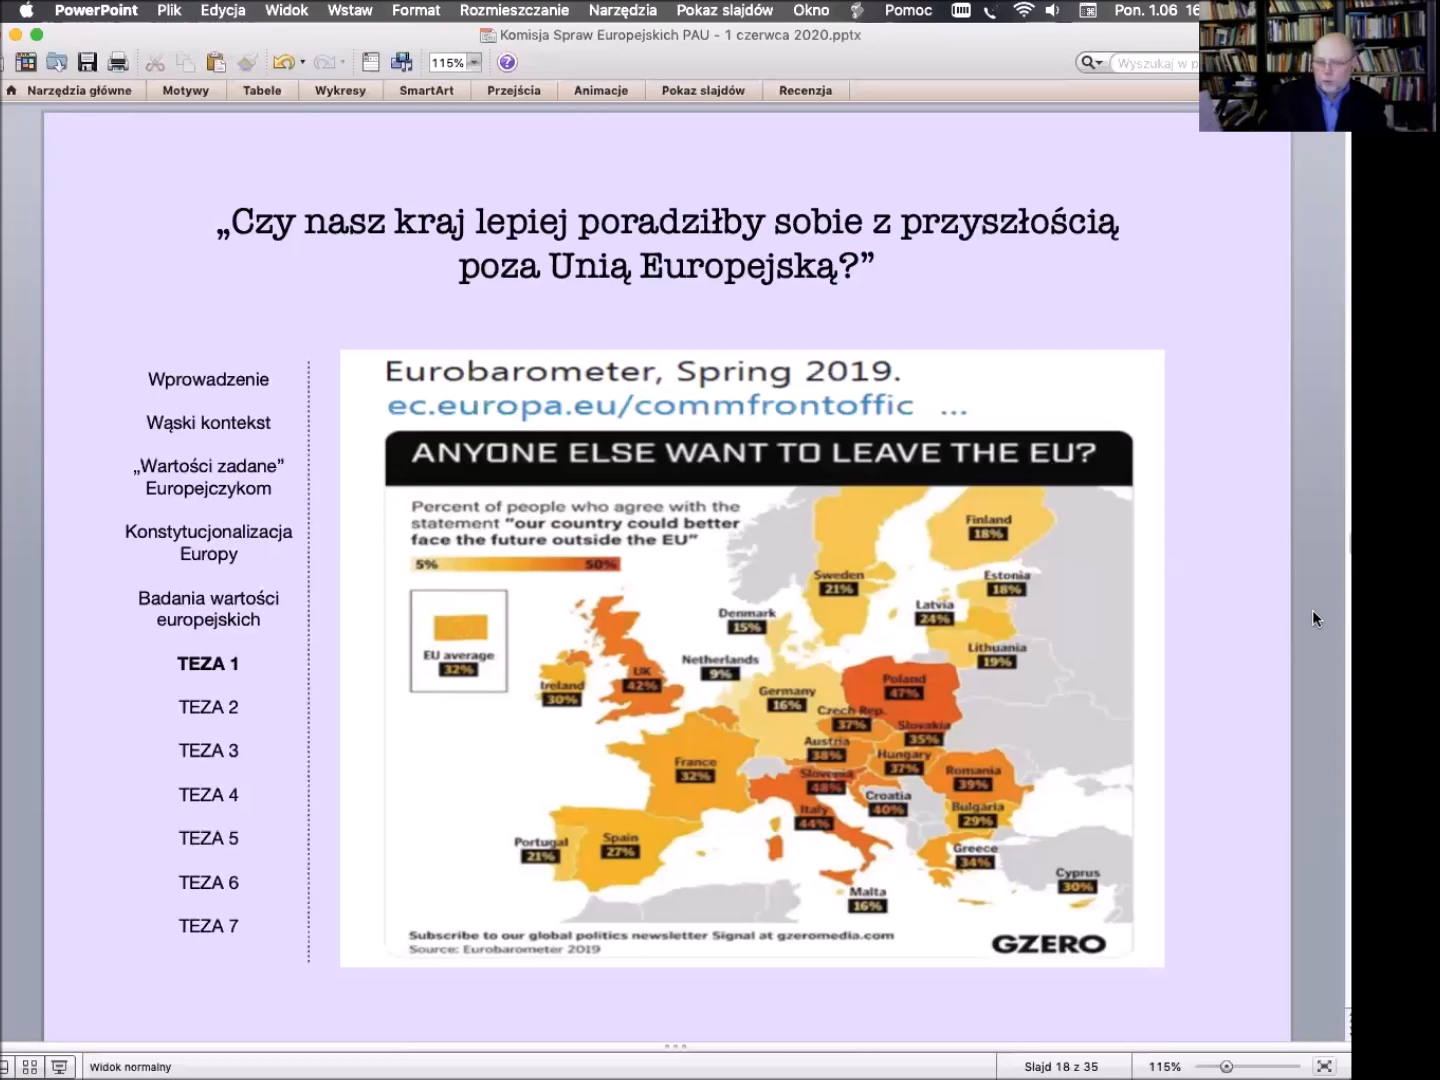 PowerPoint Plik Edycja Widok Wstaw Format Rozmieszczanie Narzędzia Pokaz slajdów Okno Pomoc Pon. 1.06 16
Komisja Spraw Europejskich PAU - 1 czerwca 2020.pptx
115%
Wyszukaj w p
Narzędzia główne Motywy Tabele Wykresy SmartArt Przejścia Animacje Pokaz slajdów Recenzja
„Czy nasz kraj lepiej poradziłby sobie z przyszłością
poza Unią Europejską?”
Wprowadzenie
Wąski kontekst
„Wartości zadane”
Europejczykom
Konstytucjonalizacja
Europy
Badania wartości
europejskich
TEZA 1
TEZA 2
TEZA 3
TEZA 4
TEZA 5
TEZA 6
TEZA 7
Eurobarometer, Spring 2019.
ec.europa.eu/commfrontoffic ...
ANYONE ELSE WANT TO LEAVE THE EU?
Percent of people who agree with the
statement "our country could better
face the future outside the EU"
5% 50%
EU average
32%
Finland
18%
Sweden
21%
Estonia
18%
Latvia
24%
Denmark
15%
Lithuania
19%
Netherlands
9%
UK
42%
Ireland
30%
Germany
16%
Poland
47%
Czech Rep.
37%
Slovakia
35%
Austria
38%
Hungary
37%
France
32%
Slovenia
48%
Romania
39%
Croatia
40%
Italy
44%
Bulgaria
29%
Portugal
21%
Spain
27%
Greece
34%
Cyprus
30%
Malta
16%
Subscribe to our global politics newsletter Signal at gzeromedia.com
Source: Eurobarometer 2019
GZERO
Widok normalny
Slajd 18 z 35
115%